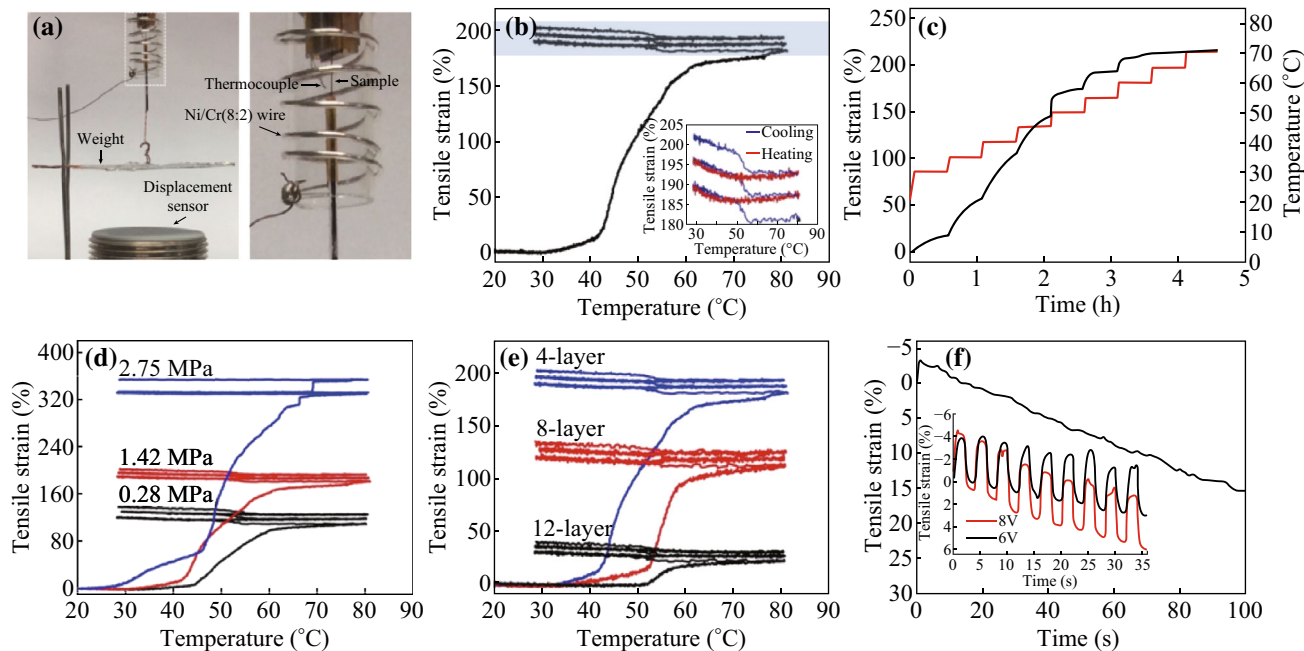 (a)
Thermocouple
Sample
Ni/Cr(8:2) wire
Weight
Displacement
sensor
(b)
Tensile strain (%)
200
150
100
50
0
20 30 40 50 60 70 80 90
Temperature (°C)
Tensile strain (%)
205
200
195
190
185
180
Cooling
Heating
30 50 70 90
Temperature (°C)
(c)
Tensile strain (%)
250
200
150
100
50
0
80
70
60
50
40
30
20
10
0
Temperature (°C)
0 1 2 3 4 5
Time (h)
(d)
Tensile strain (%)
400
320
240
160
80
0
2.75 MPa
1.42 MPa
0.28 MPa
20 30 40 50 60 70 80 90
Temperature (°C)
(e)
Tensile strain (%)
200
150
100
50
0
4-layer
8-layer
12-layer
20 30 40 50 60 70 80 90
Temperature (°C)
(f)
Tensile strain (%)
−5
0
5
10
15
20
25
30
Tensile strain (%)
−6
−4
−2
0
2
4
6
8V
6V
0 5 10 15 20 25 30 35
Time (s)
0 20 40 60 80 100
Time (s)